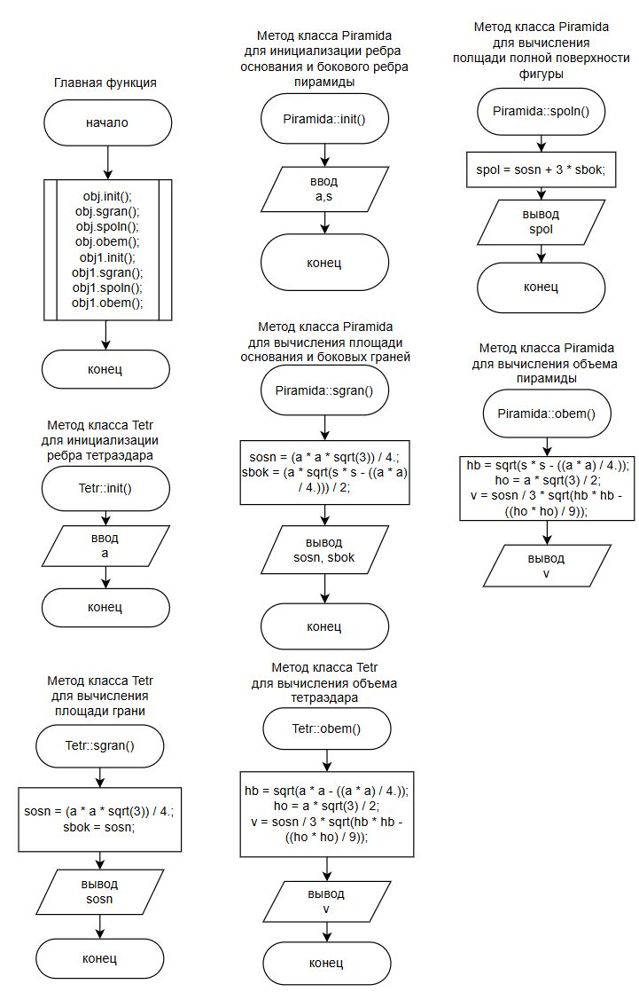 Главная функция
начало
obj.init();
obj.sgran();
obj.spoln();
obj.obem();
obj1.init();
obj1.sgran();
obj1.spoln();
obj1.obem();
конец
Метод класса Tetr
для инициализации
ребра тетраэдара
Tetr::init()
ввод
a
конец
Метод класса Tetr
для вычисления
площади грани
Tetr::sgran()
sosn = (a * a * sqrt(3)) / 4.;
sbok = sosn;
вывод
sosn
конец
Метод класса Piramida
для инициализации ребра
основания и бокового ребра
пирамиды
Piramida::init()
ввод
a,s
конец
Метод класса Piramida
для вычисления площади
основания и боковых граней
Piramida::sgran()
sosn = (a * a * sqrt(3)) / 4.;
sbok = (a * sqrt(s * s - ((a * a)
/ 4.))) / 2;
вывод
sosn, sbok
конец
Метод класса Tetr
для вычисления объема
тетраэдара
Tetr::obem()
hb = sqrt(a * a - ((a * a) / 4.));
ho = a * sqrt(3) / 2;
v = sosn / 3 * sqrt(hb * hb -
((ho * ho) / 9));
вывод
v
конец
Метод класса Piramida
для вычисления
полщади полной поверхности
фигуры
Piramida::spoln()
spol = sosn + 3 * sbok;
вывод
spol
конец
Метод класса Piramida
для вычисления объема
пирамиды
Piramida::obem()
hb = sqrt(s * s - ((a * a) / 4.));
ho = a * sqrt(3) / 2;
v = sosn / 3 * sqrt(hb * hb -
((ho * ho) / 9));
вывод
v